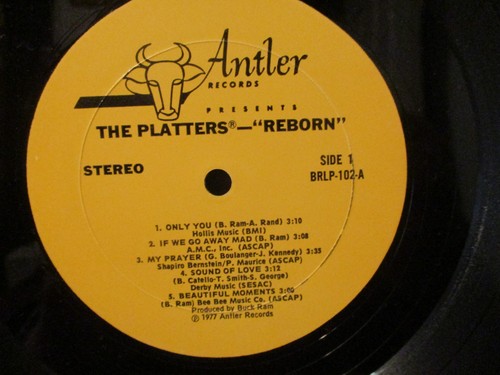 Antler
RECORDS
PRESENTS
THE PLATTERS®—"REBORN"
STEREO
SIDE 1
BRLP-102-A
1. ONLY YOU (B. Ram-A. Rand) 3:10
Hollis Music (BMI)
2. IF WE GO AWAY MAD (B. Ram) 3:08
A.M.C., Inc. (ASCAP)
3. MY PRAYER (G. Boulanger-J. Kennedy) 3:35
Shapiro Bernstein/P. Maurice (ASCAP)
4. SOUND OF LOVE 3:12
(B. Catello-T. Smith-S. George)
Derby Music (SESAC)
5. BEAUTIFUL MOMENTS
(B. Ram) Bee Bee Music Co. (ASCAP)
Produced by Buck Ram
℗ 1977 Antler Records